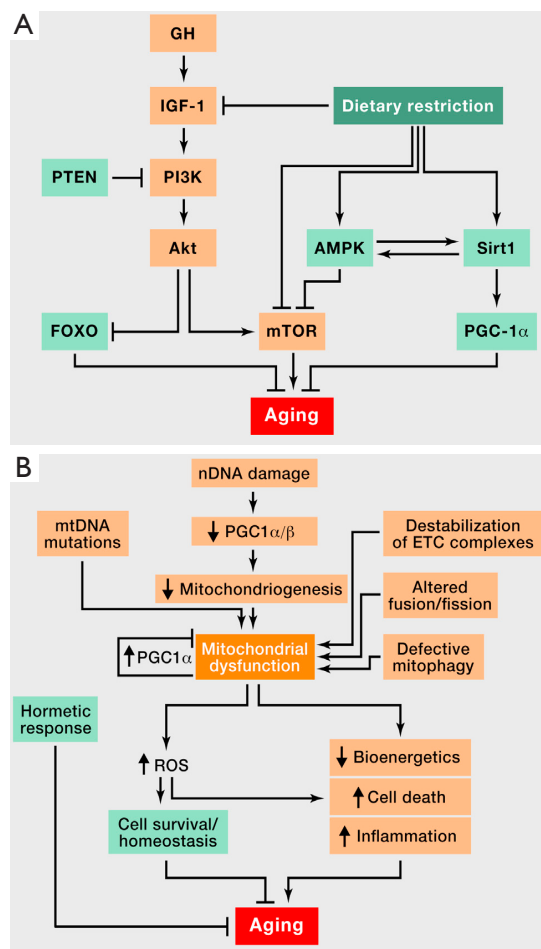 A
GH
IGF-1
Dietary restriction
PTEN
PI3K
Akt
AMPK
Sirt1
FOXO
mTOR
PGC-1α
Aging
B
nDNA damage
mtDNA
mutations
PGC1α/β
Destabilization
of ETC complexes
Mitochondriogenesis
Altered
fusion/fission
PGC1α
Mitochondrial
dysfunction
Defective
mitophagy
Hormetic
response
ROS
Bioenergetics
Cell death
Cell survival/
homeostasis
Inflammation
Aging